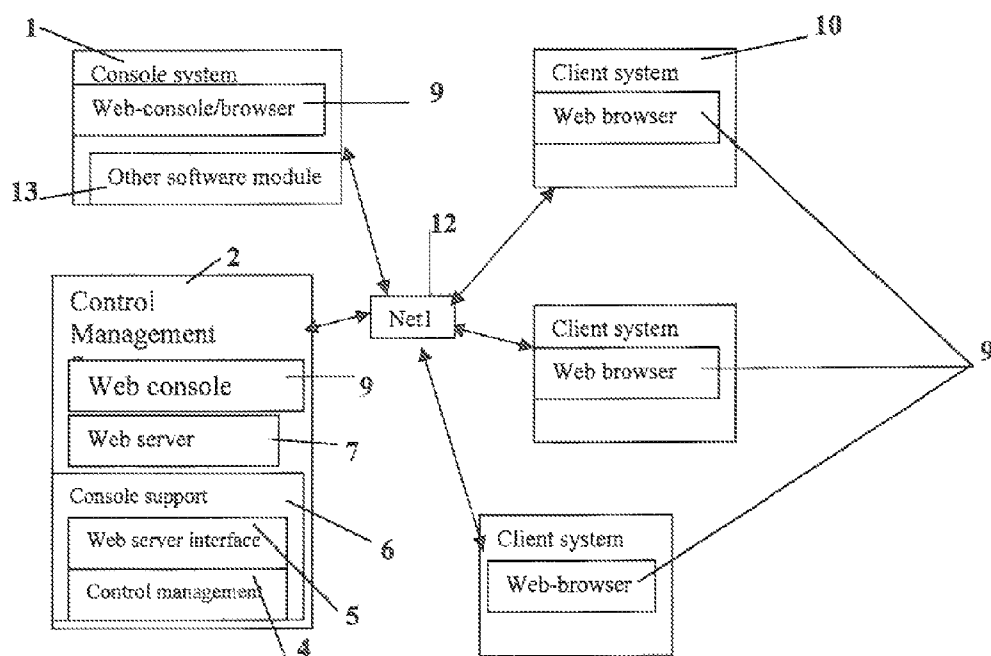 1
Console system
Web-console/browser
9
Other software module
13
10
Client system
Web browser
12
Net1
2
Control
Management
Web console
9
Web server
7
Console support
6
Web server interface
Control management
5
4
Client system
Web browser
9
Client system
Web-browser